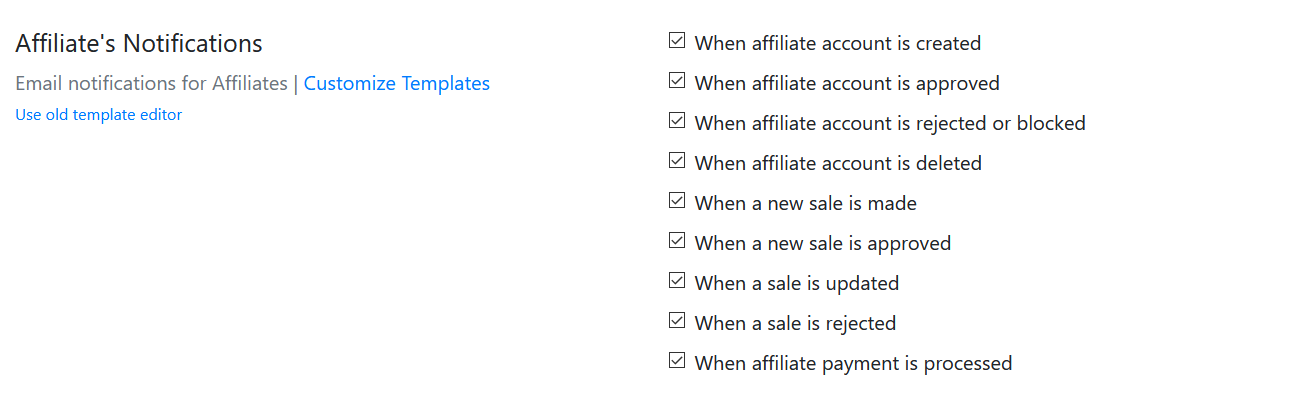 Affiliate's Notifications
Email notifications for Affiliates | Customize Templates
Use old template editor
When affiliate account is created
When affiliate account is approved
When affiliate account is rejected or blocked
When affiliate account is deleted
When a new sale is made
When a new sale is approved
When a sale is updated
When a sale is rejected
When affiliate payment is processed